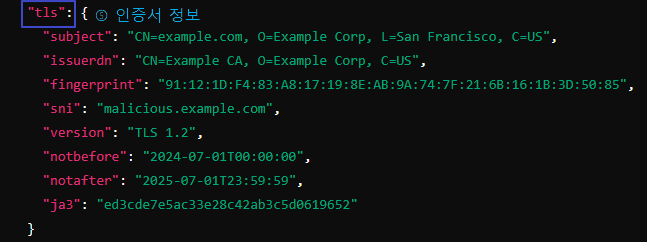 "tls": { ⑤ 인증서 정보
"subject": "CN=example.com, O=Example Corp, L=San Francisco, C=US",
"issuerdn": "CN=Example CA, O=Example Corp, C=US",
"fingerprint": "91:12:1D:F4:83:A8:17:19:8E:AB:9A:74:7F:21:6B:16:1B:3D:50:85",
"sni": "malicious.example.com",
"version": "TLS 1.2",
"notbefore": "2024-07-01T00:00:00",
"notafter": "2025-07-01T23:59:59",
"ja3": "ed3cde7e5ac33e28c42ab3c5d0619652"
}